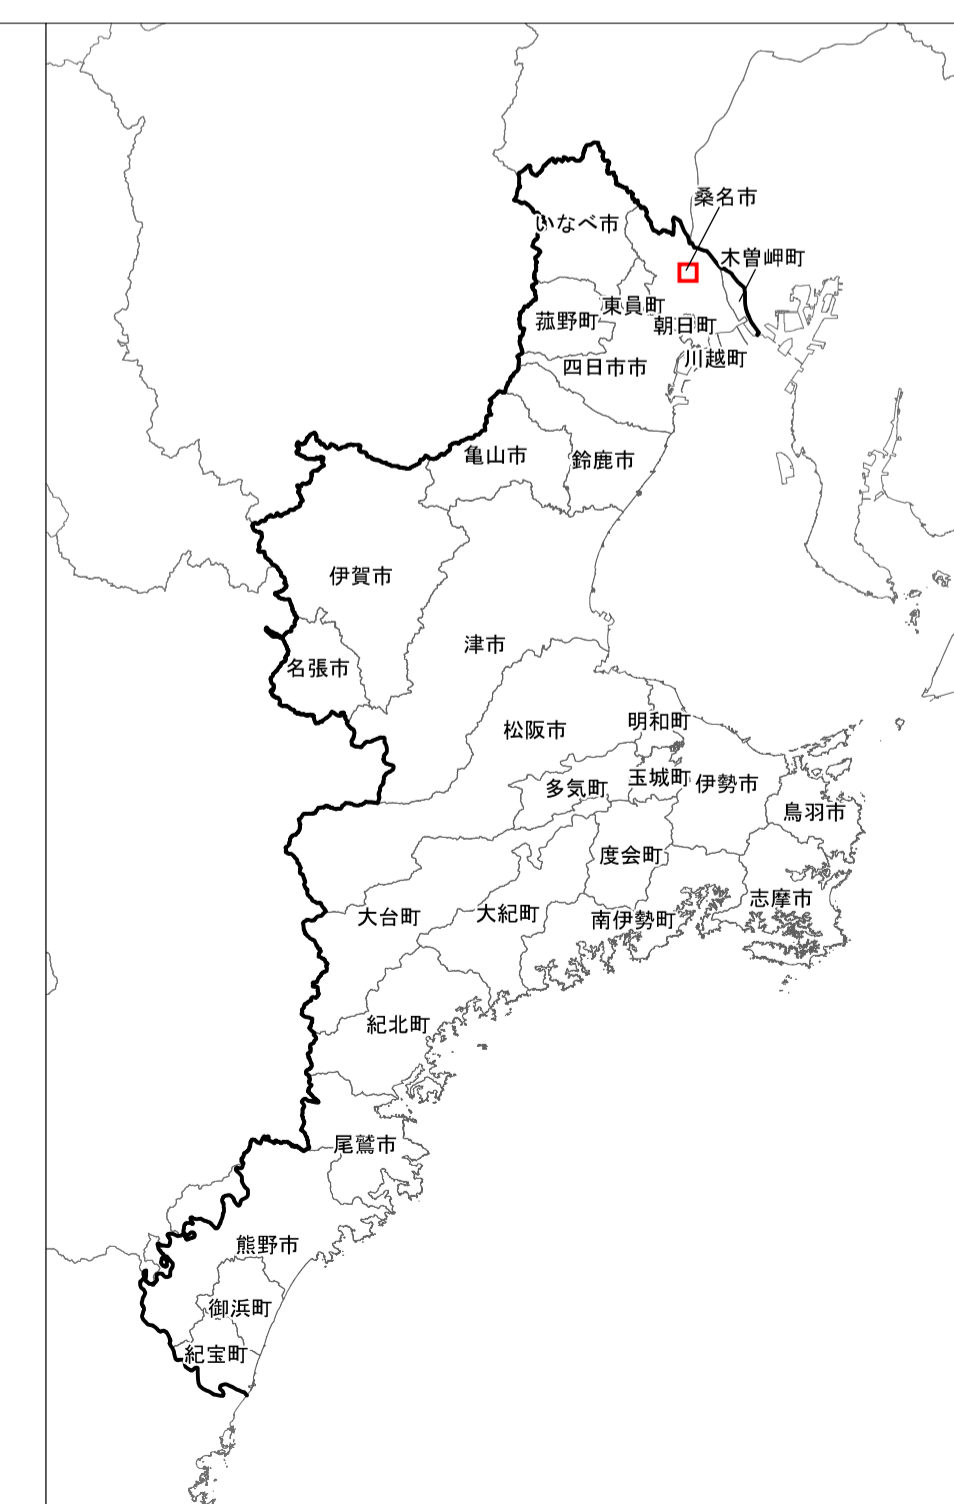 桑名市
いなべ市
木曽岬町
東員町
菰野町
朝日町
川越町
四日市市
亀山市
鈴鹿市
伊賀市
津市
名張市
松阪市
明和町
多気町
玉城町
伊勢市
鳥羽市
度会町
志摩市
大台町
大紀町
南伊勢町
紀北町
尾鷲市
熊野市
御浜町
紀宝町